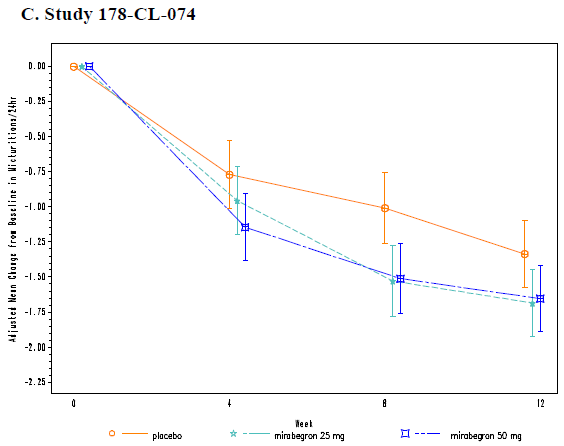 C. Study 178-CL-074
Adjusted Mean Change from Baseline in Micturitions/24hr
0.00
-0.25
-0.50
-0.75
-1.00
-1.25
-1.50
-1.75
-2.00
-2.25
0 4 8 12
Week
placebo mirabegron 25 mg mirabegron 50 mg